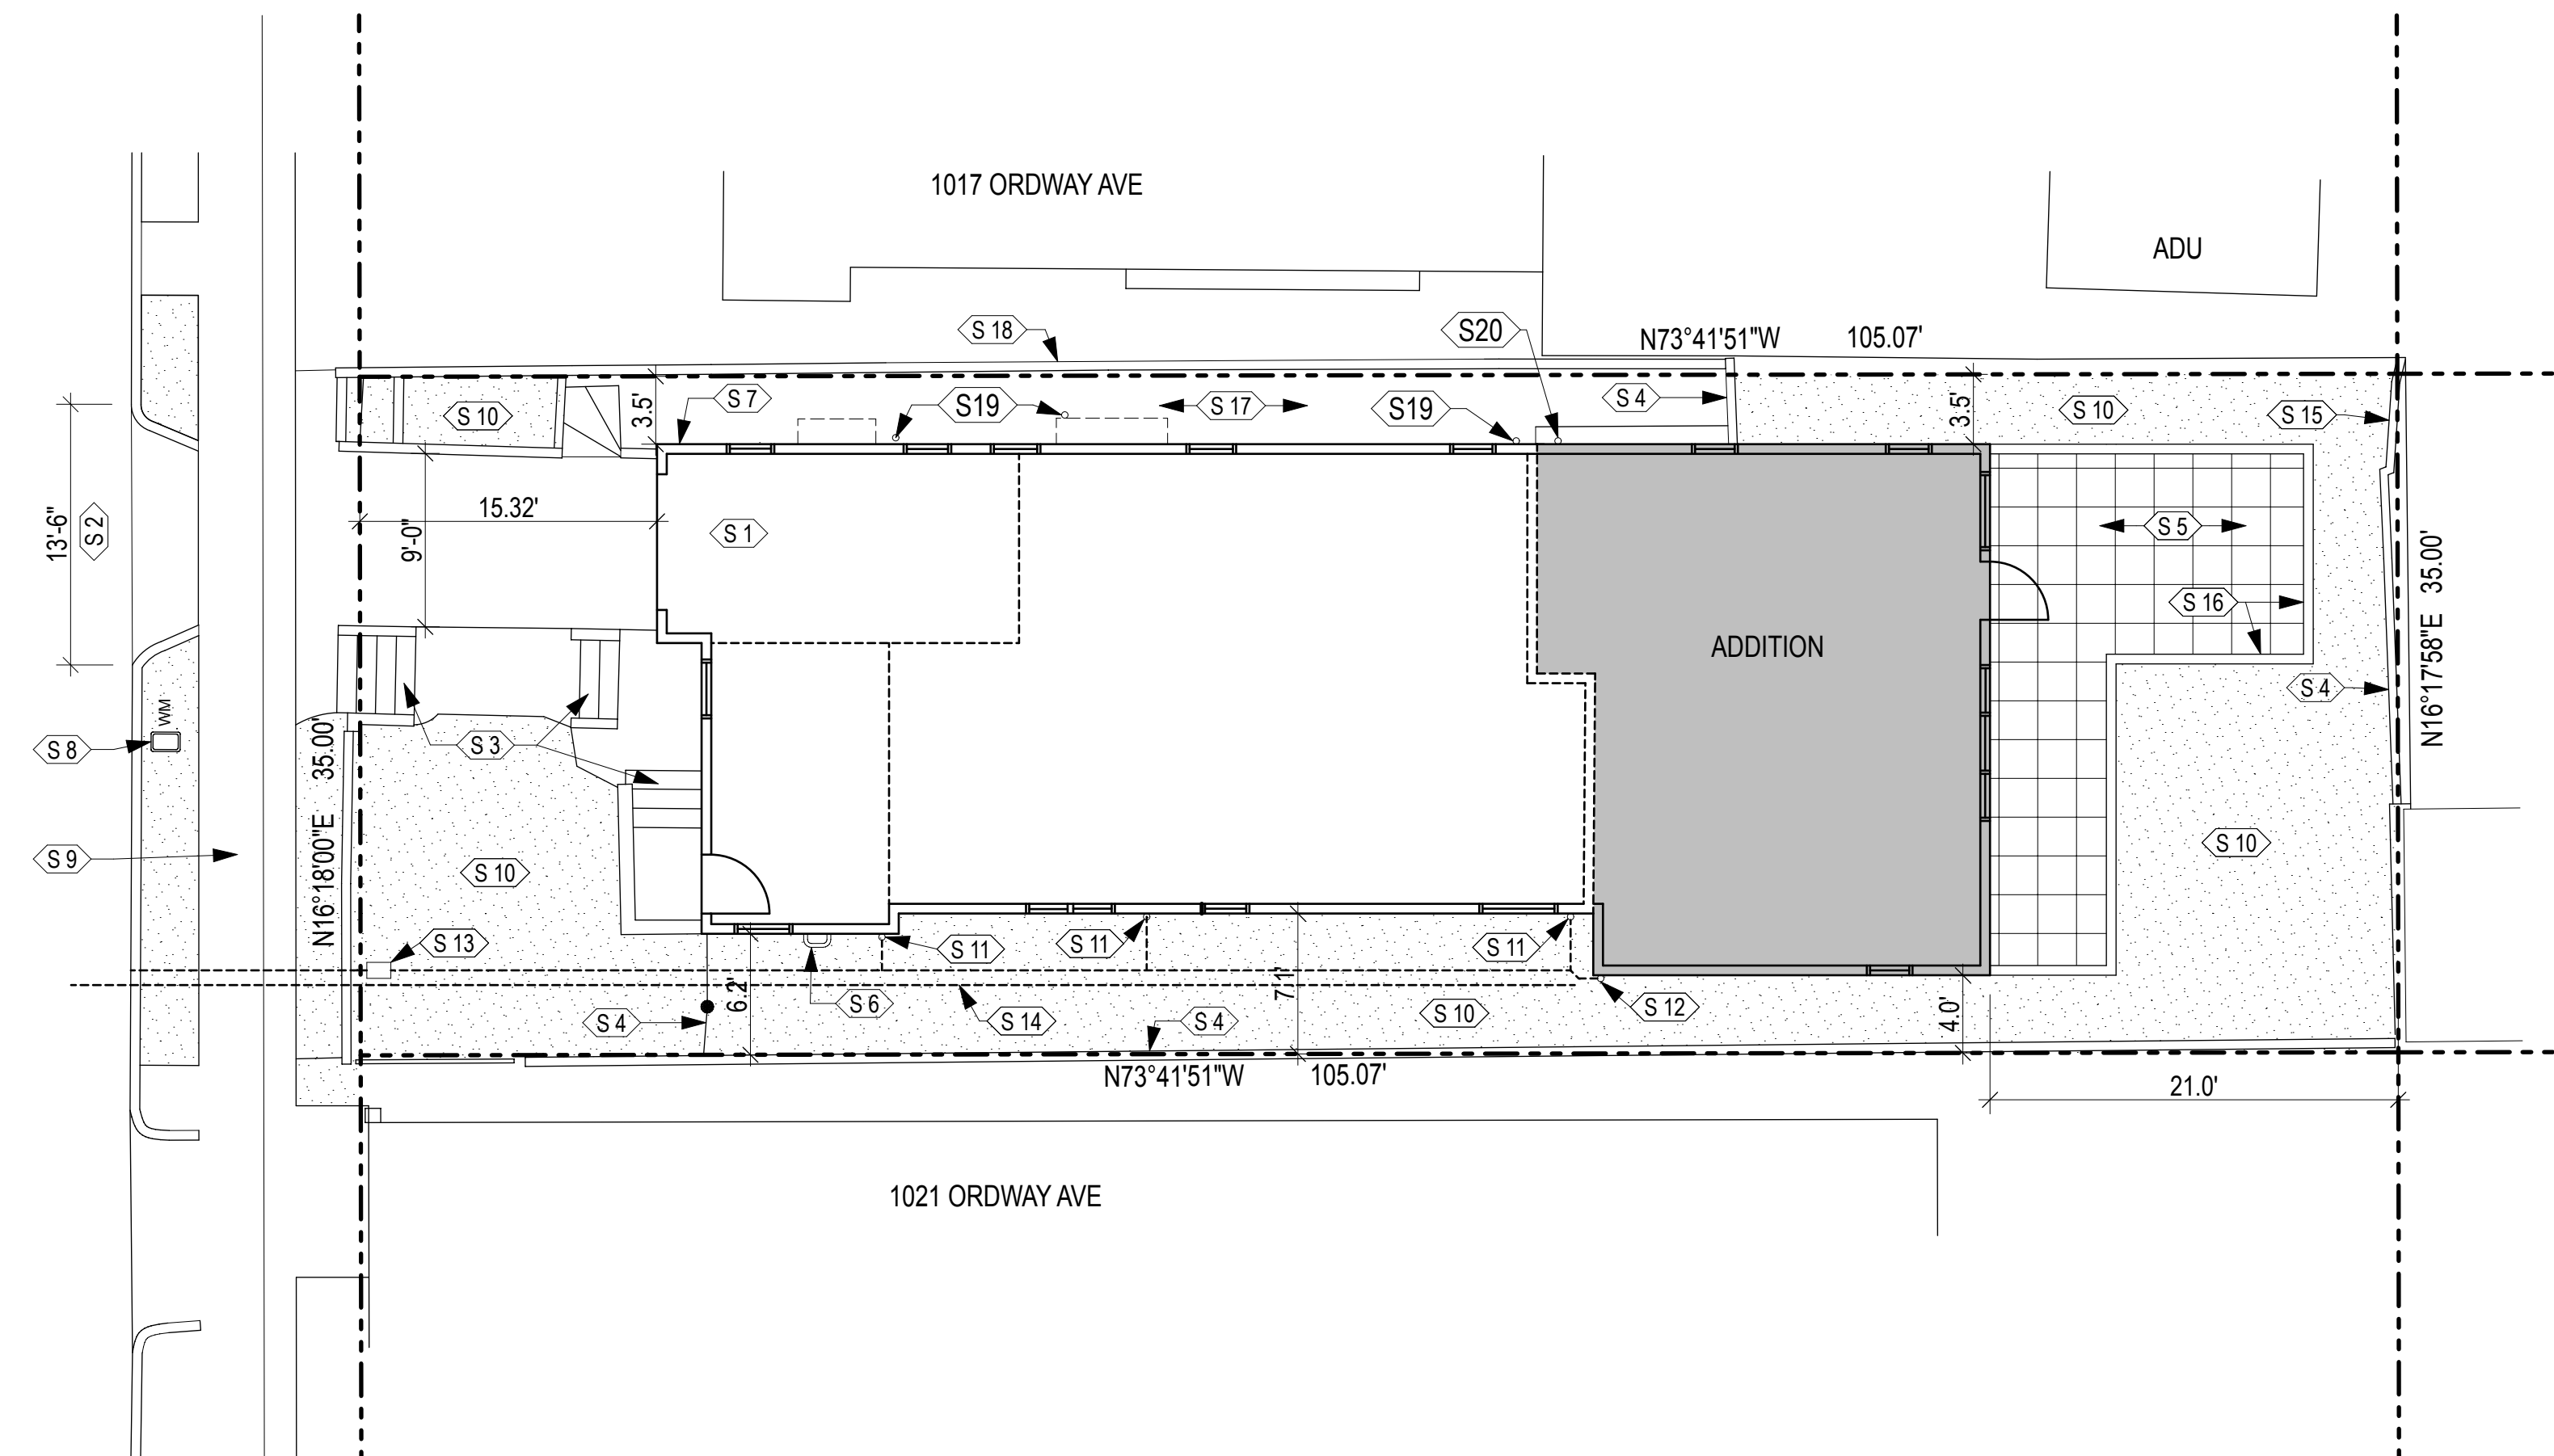 1017 ORDWAY AVE
ADU
S 18
S20
N73°41'51"W 105.07'
S 7
S19
S 17
S19
S 4
S 10
S 10
S 15
3.5'
3.5'
13'-6"
S 2
15.32'
9'-0"
S 1
S 5
S 16
ADDITION
N16°17'58"E 35.00'
S 4
WM
S 8
S 3
N16°18'00"E 35.00'
S 9
S 10
S 10
S 13
S 11
S 11
S 11
6.2'
7.1'
S 6
S 4
S 14
S 4
S 10
S 12
4.0'
N73°41'51"W 105.07'
21.0'
1021 ORDWAY AVE